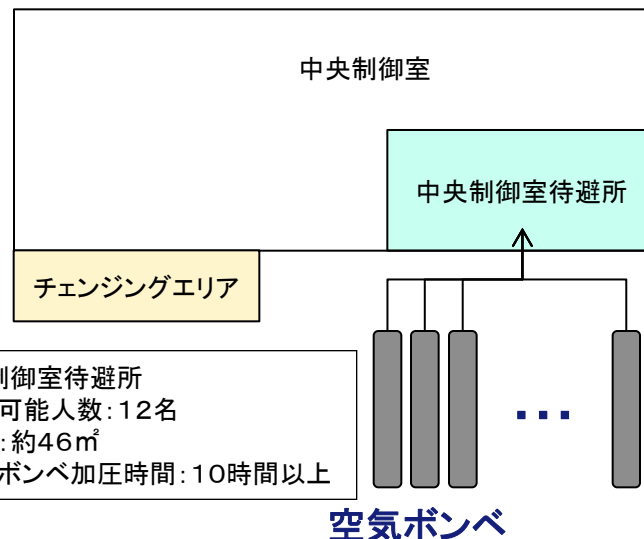 中央制御室
中央制御室待避所
チェンジングエリア
制御室待避所
可能人数:12名
:約46㎡
ボンベ加圧時間:10時間以上
…
空気ボンベ